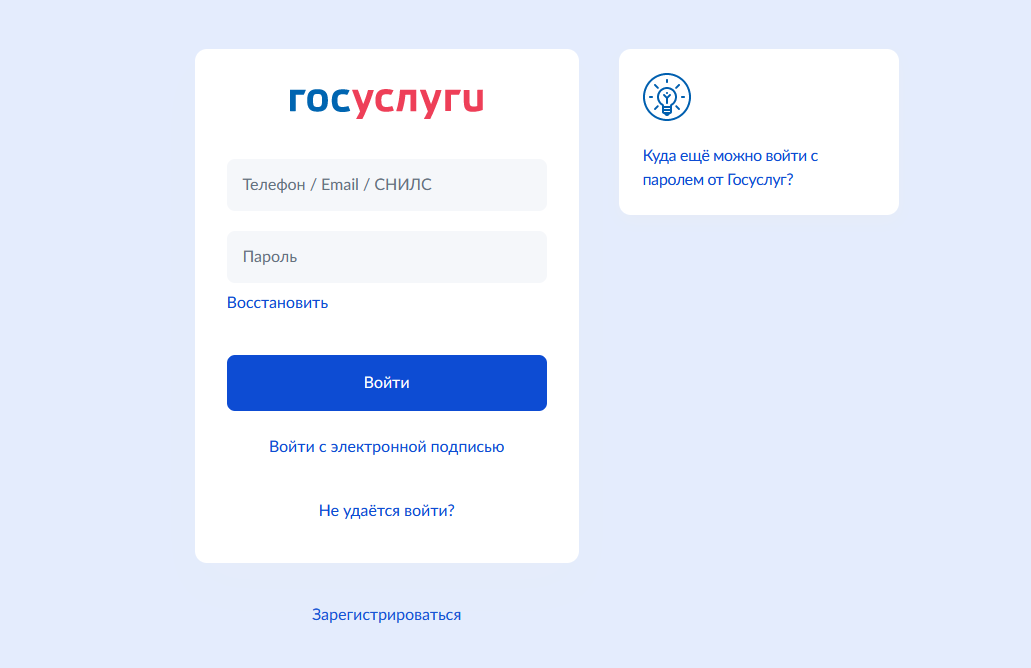 госуслуги
Телефон / Email / СНИЛС
Пароль
Восстановить
Войти
Войти с электронной подписью
Не удаётся войти?
Зарегистрироваться
Куда ещё можно войти с
паролем от Госуслуг?